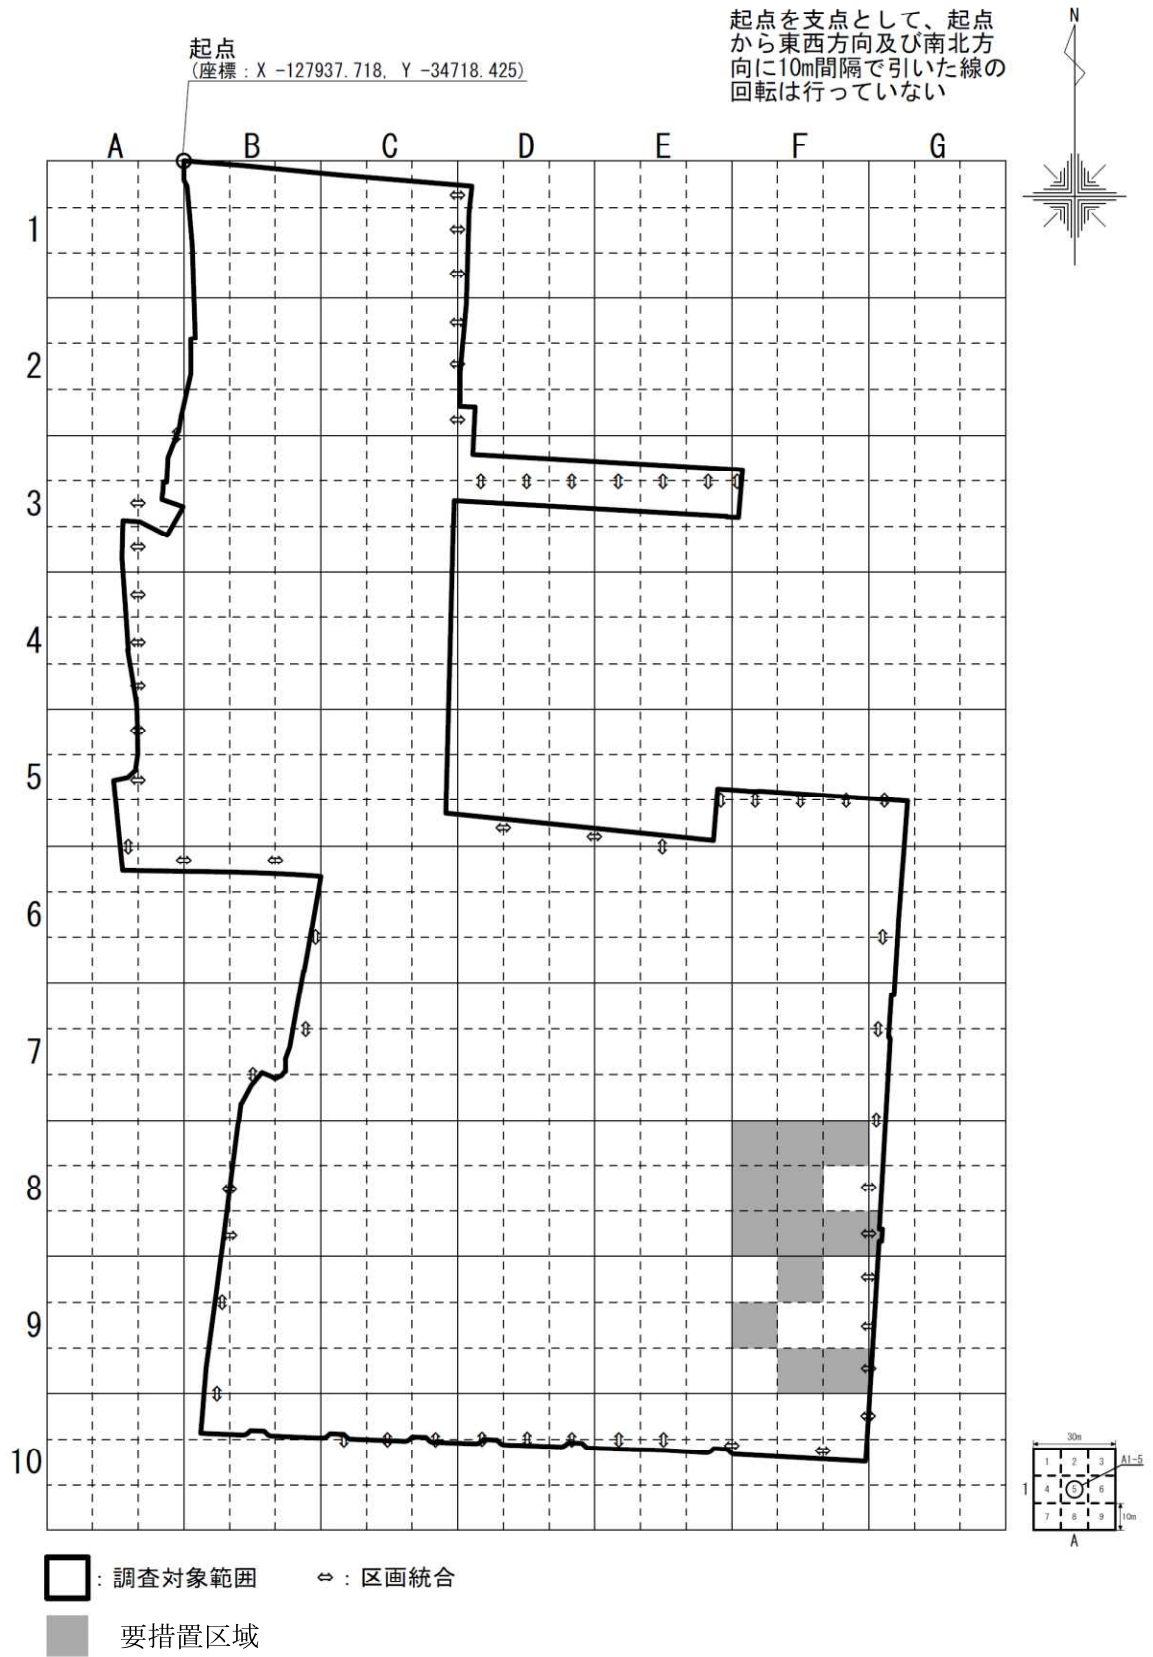 起点を支点として、起点
から東西方向及び南北方
向に10m間隔で引いた線の
回転は行っていない
N
起点
(座標：X -127937.718, Y -34718.425)
A B C D E F G
1
2
3
4
5
6
7
8
9
10
30m
1 2 3
A1-5
1 4 5 6
7 8 9
10m
A
：調査対象範囲
⇔：区画統合
要措置区域